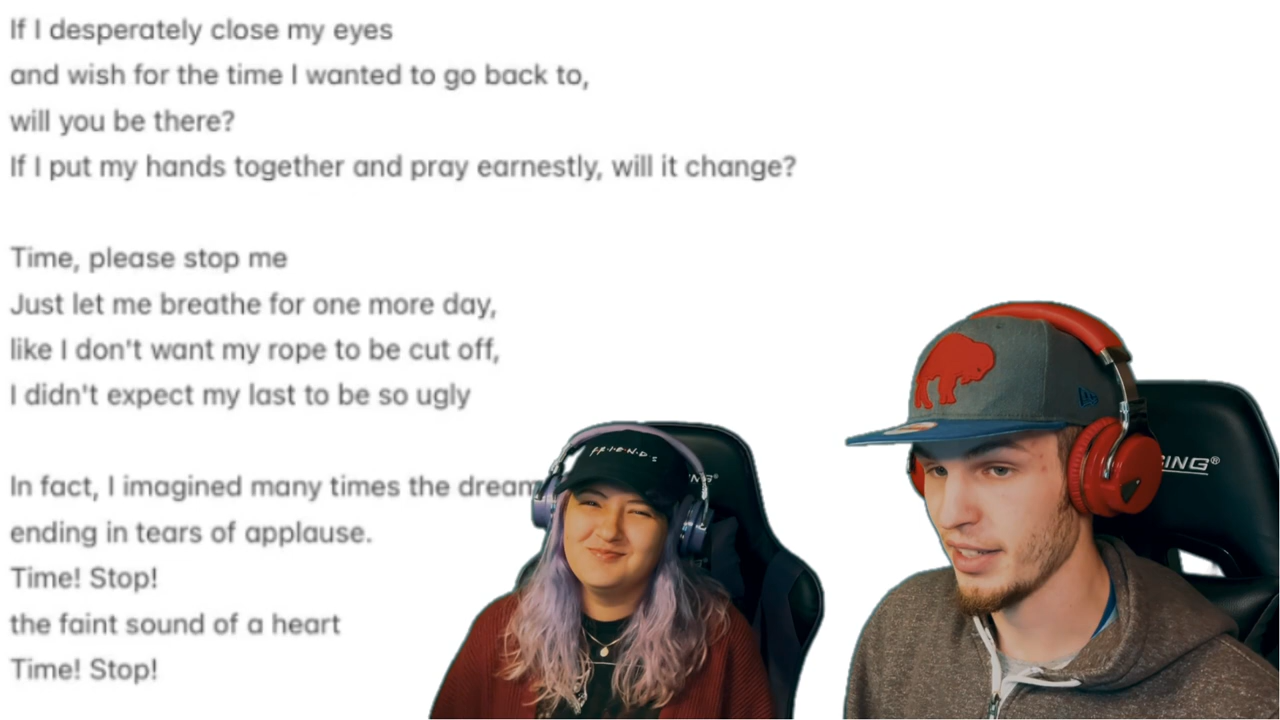 If I desperately close my eyes
and wish for the time I wanted to go back to,
will you be there?
If I put my hands together and pray earnestly, will it change?
Time, please stop me
Just let me breathe for one more day,
like I don't want my rope to be cut off,
I didn't expect my last to be so ugly
In fact, I imagined many times the dream
ending in tears of applause.
Time! Stop!
the faint sound of a heart
Time! Stop!
F·R·I·E·N·D·S
ING®